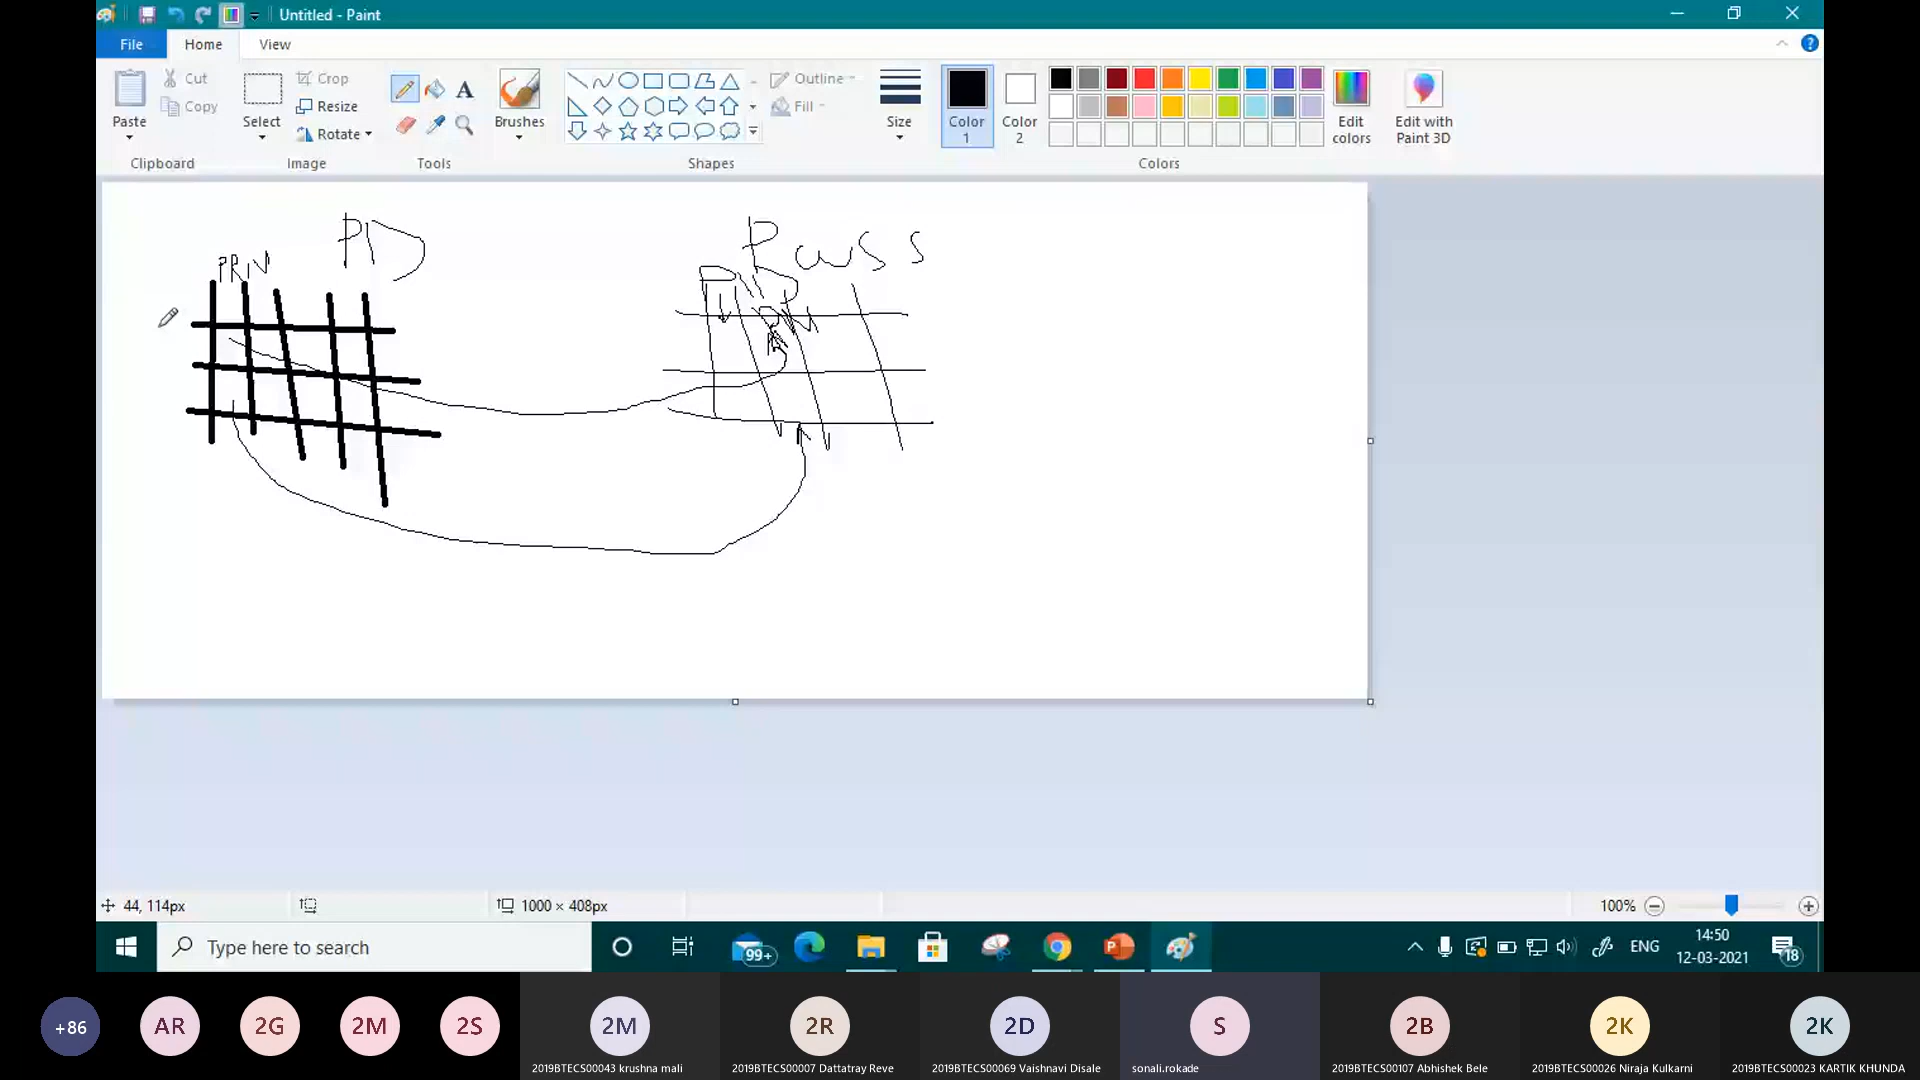 Untitled - Paint
File
Home
View
Paste
Cut
Copy
Clipboard
Select
Crop
Resize
Rotate
Image
Tools
Brushes
Shapes
Outline
Fill
Size
Color 1
Color 2
Edit colors
Edit with Paint 3D
Colors
PD
PRN
44, 114px
1000 × 408px
100%
Type here to search
99+
ENG
14:50
12-03-2021
18
+86
AR
2G
2M
2S
2M
2R
2D
S
2B
2K
2K
2019BTECS00043 krushna mali
2019BTECS00007 Dattatray Reve
2019BTECS00069 Vaishnavi Disale
sonali.rokade
2019BTECS00107 Abhishek Bele
2019BTECS00026 Niraja Kulkarni
2019BTECS00023 KARTIK KHUNDA